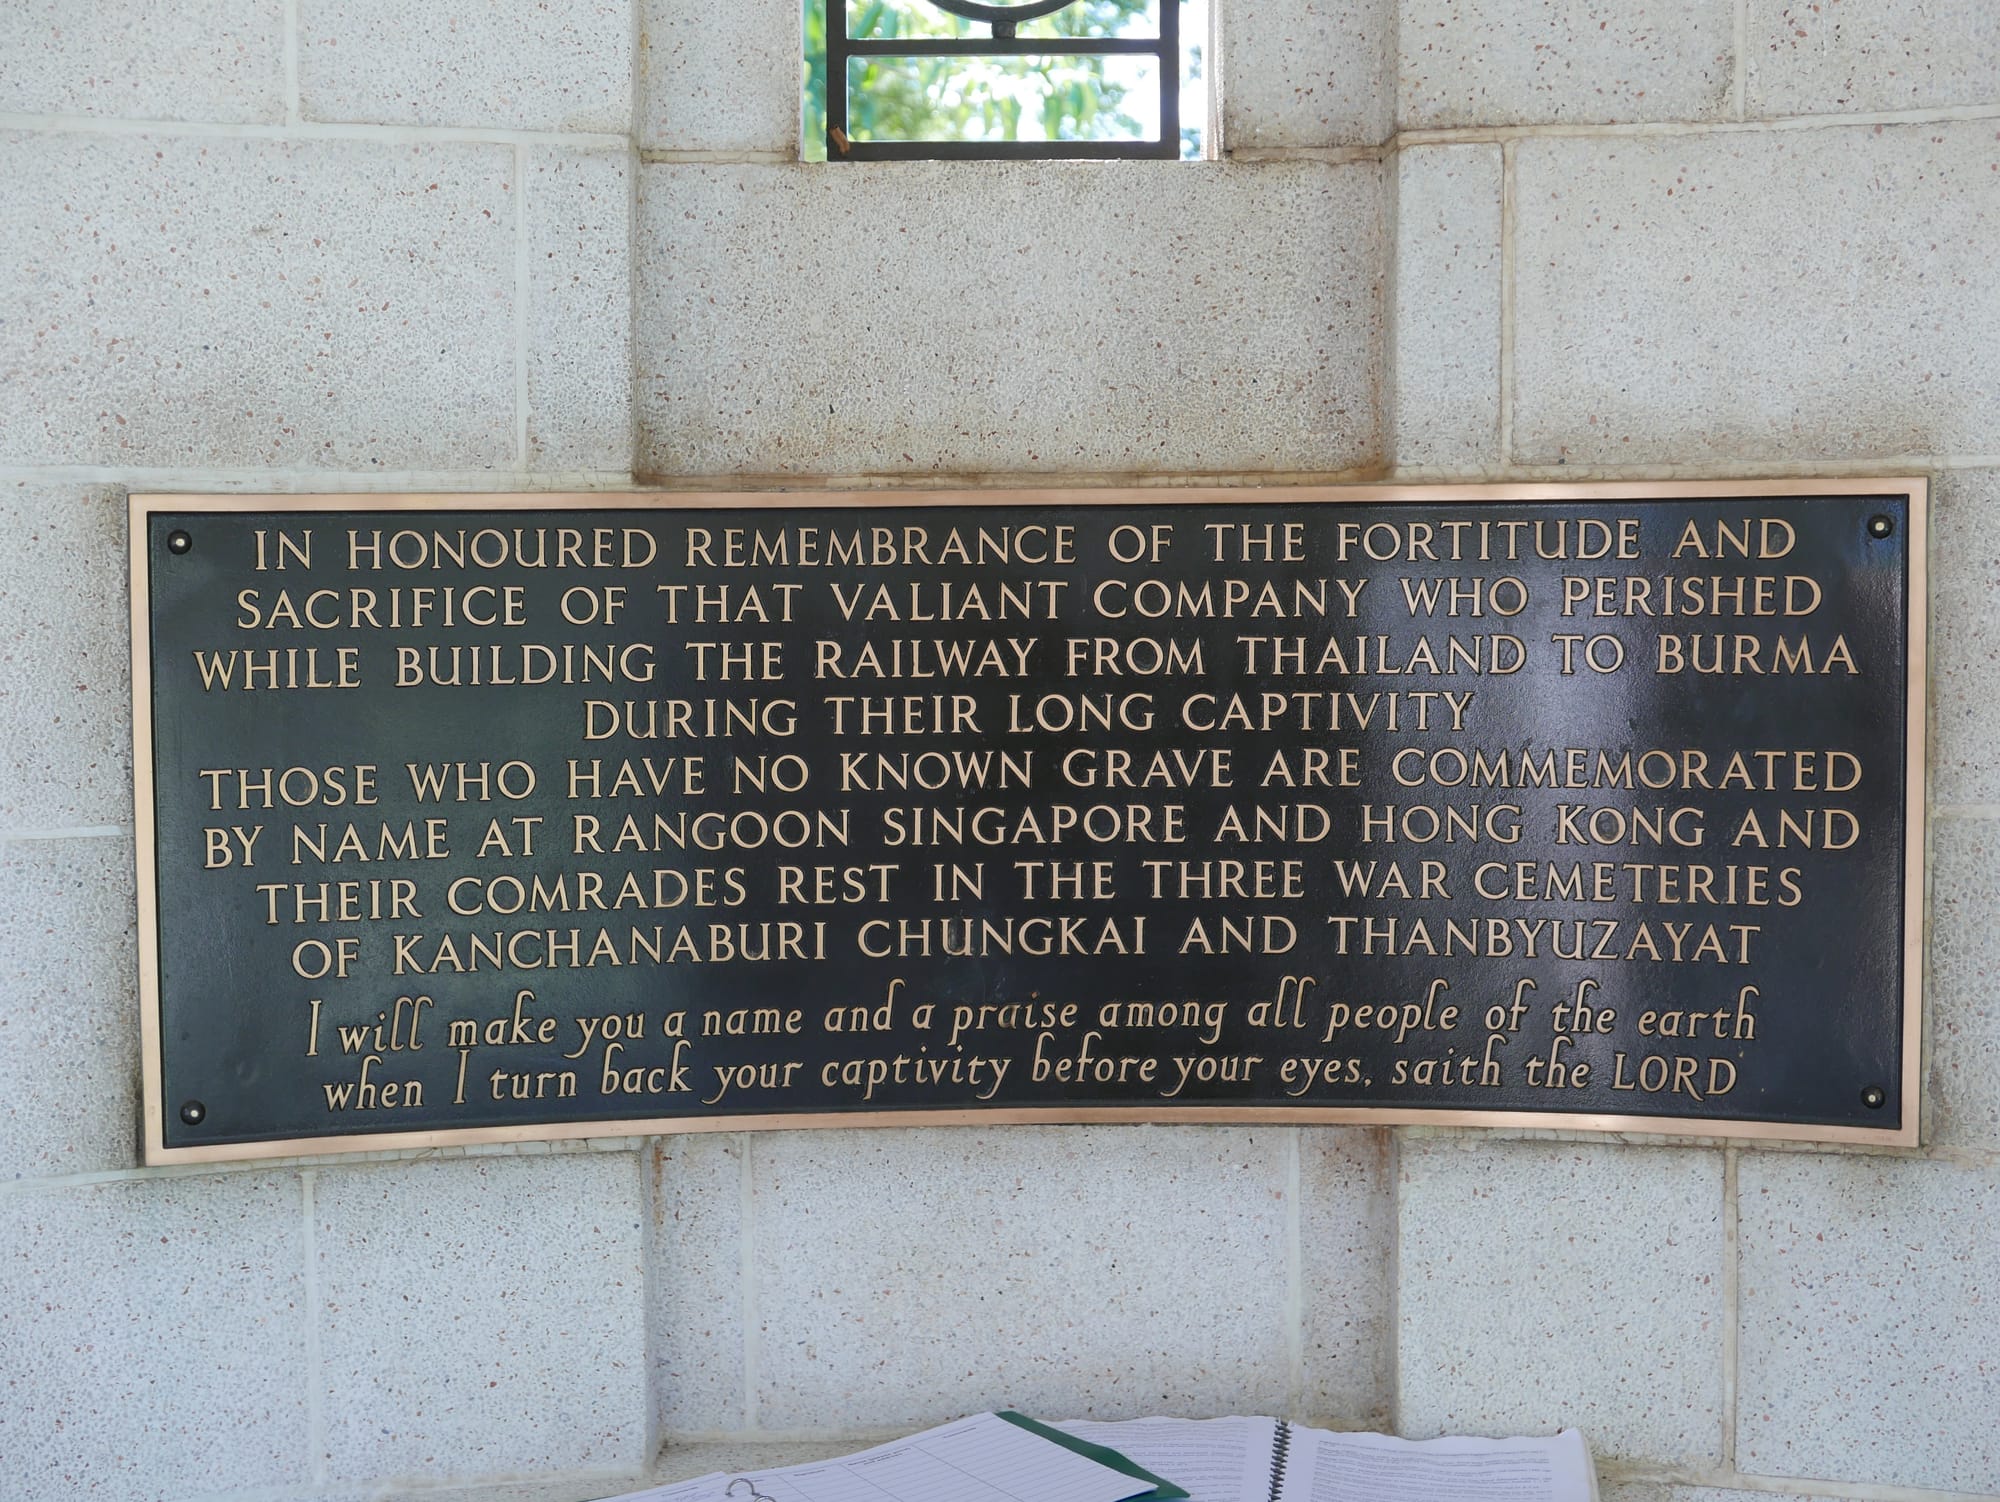 IN HONOURED REMEMBRANCE OF THE FORTITUDE AND
SACRIFICE OF THAT VALIANT COMPANY WHO PERISHED
WHILE BUILDING THE RAILWAY FROM THAILAND TO BURMA
DURING THEIR LONG CAPTIVITY
THOSE WHO HAVE NO KNOWN GRAVE ARE COMMEMORATED
BY NAME AT RANGOON SINGAPORE AND HONG KONG AND
THEIR COMRADES REST IN THE THREE WAR CEMETERIES
OF KANCHANABURI CHUNGKAI AND THANBYUZAYAT
I will make you a name and a praise among all people of the earth
when I turn back your captivity before your eyes, saith the LORD